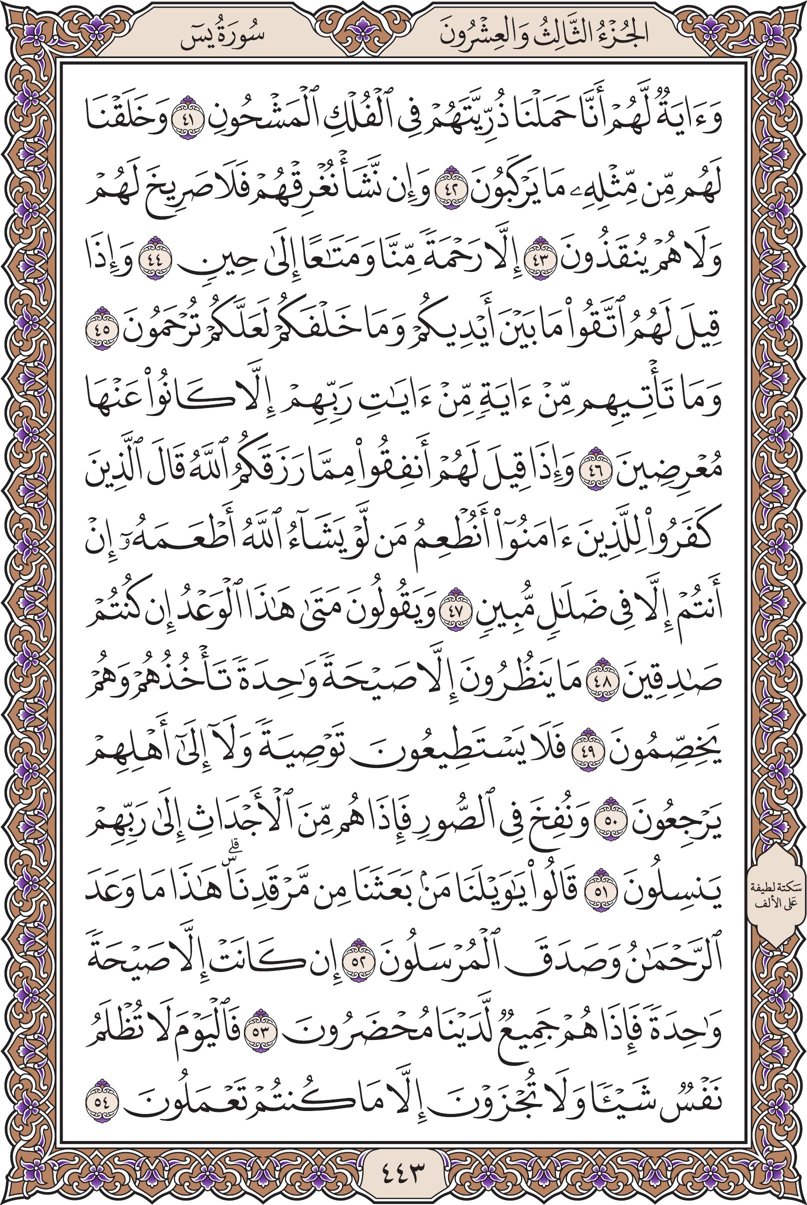 الجُزْءُ الثَّالِثُ وَالعِشْرُونَ
سُورَةُ يسٓ
وَءَايَةٌ لَّهُمْ أَنَّا حَمَلْنَا ذُرِّيَّتَهُمْ فِي ٱلْفُلْكِ ٱلْمَشْحُونِ ٤١ وَخَلَقْنَا
لَهُم مِّن مِّثْلِهِۦ مَا يَرْكَبُونَ ٤٢ وَإِن نَّشَأْ نُغْرِقْهُمْ فَلَا صَرِيخَ لَهُمْ
وَلَا هُمْ يُنقَذُونَ ٤٣ إِلَّا رَحْمَةً مِّنَّا وَمَتَٰعًا إِلَىٰ حِينٍ ٤٤ وَإِذَا
قِيلَ لَهُمُ ٱتَّقُوا۟ مَا بَيْنَ أَيْدِيكُمْ وَمَا خَلْفَكُمْ لَعَلَّكُمْ تُرْحَمُونَ ٤٥
وَمَا تَأْتِيهِم مِّنْ ءَايَةٍ مِّنْ ءَايَٰتِ رَبِّهِمْ إِلَّا كَانُوا۟ عَنْهَا
مُعْرِضِينَ ٤٦ وَإِذَا قِيلَ لَهُمْ أَنفِقُوا۟ مِمَّا رَزَقَكُمُ ٱللَّهُ قَالَ ٱلَّذِينَ
كَفَرُوا۟ لِلَّذِينَ ءَامَنُوٓا۟ أَنُطْعِمُ مَن لَّوْ يَشَآءُ ٱللَّهُ أَطْعَمَهُۥٓ إِنْ
أَنتُمْ إِلَّا فِي ضَلَٰلٍ مُّبِينٍ ٤٧ وَيَقُولُونَ مَتَىٰ هَٰذَا ٱلْوَعْدُ إِن كُنتُمْ
صَٰدِقِينَ ٤٨ مَا يَنظُرُونَ إِلَّا صَيْحَةً وَٰحِدَةً تَأْخُذُهُمْ وَهُمْ
يَخِصِّمُونَ ٤٩ فَلَا يَسْتَطِيعُونَ تَوْصِيَةً وَلَآ إِلَىٰٓ أَهْلِهِمْ
يَرْجِعُونَ ٥٠ وَنُفِخَ فِي ٱلصُّورِ فَإِذَا هُم مِّنَ ٱلْأَجْدَاثِ إِلَىٰ رَبِّهِمْ
يَنسِلُونَ ٥١ قَالُوا۟ يَٰوَيْلَنَا مَنۢ بَعَثَنَا مِن مَّرْقَدِنَاۜۗ هَٰذَا مَا وَعَدَ
ٱلرَّحْمَٰنُ وَصَدَقَ ٱلْمُرْسَلُونَ ٥٢ إِن كَانَتْ إِلَّا صَيْحَةً
وَٰحِدَةً فَإِذَا هُمْ جَمِيعٌ لَّدَيْنَا مُحْضَرُونَ ٥٣ فَٱلْيَوْمَ لَا تُظْلَمُ
نَفْسٌ شَيْـًٔا وَلَا تُجْزَوْنَ إِلَّا مَا كُنتُمْ تَعْمَلُونَ ٥٤
سَكتة لطيفة
عَلى الألف
٤٤٣